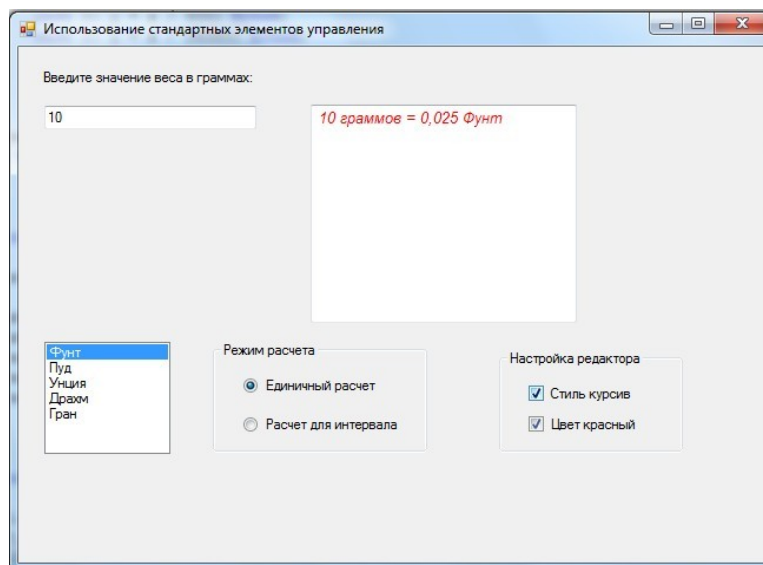 Использование стандартных элементов управления
Введите значение веса в граммах:
10
10 граммов = 0,025 Фунт
Фунт
Пуд
Унция
Драхм
Гран
Режим расчета
Единичный расчет
Расчет для интервала
Настройка редактора
Стиль курсив
Цвет красный